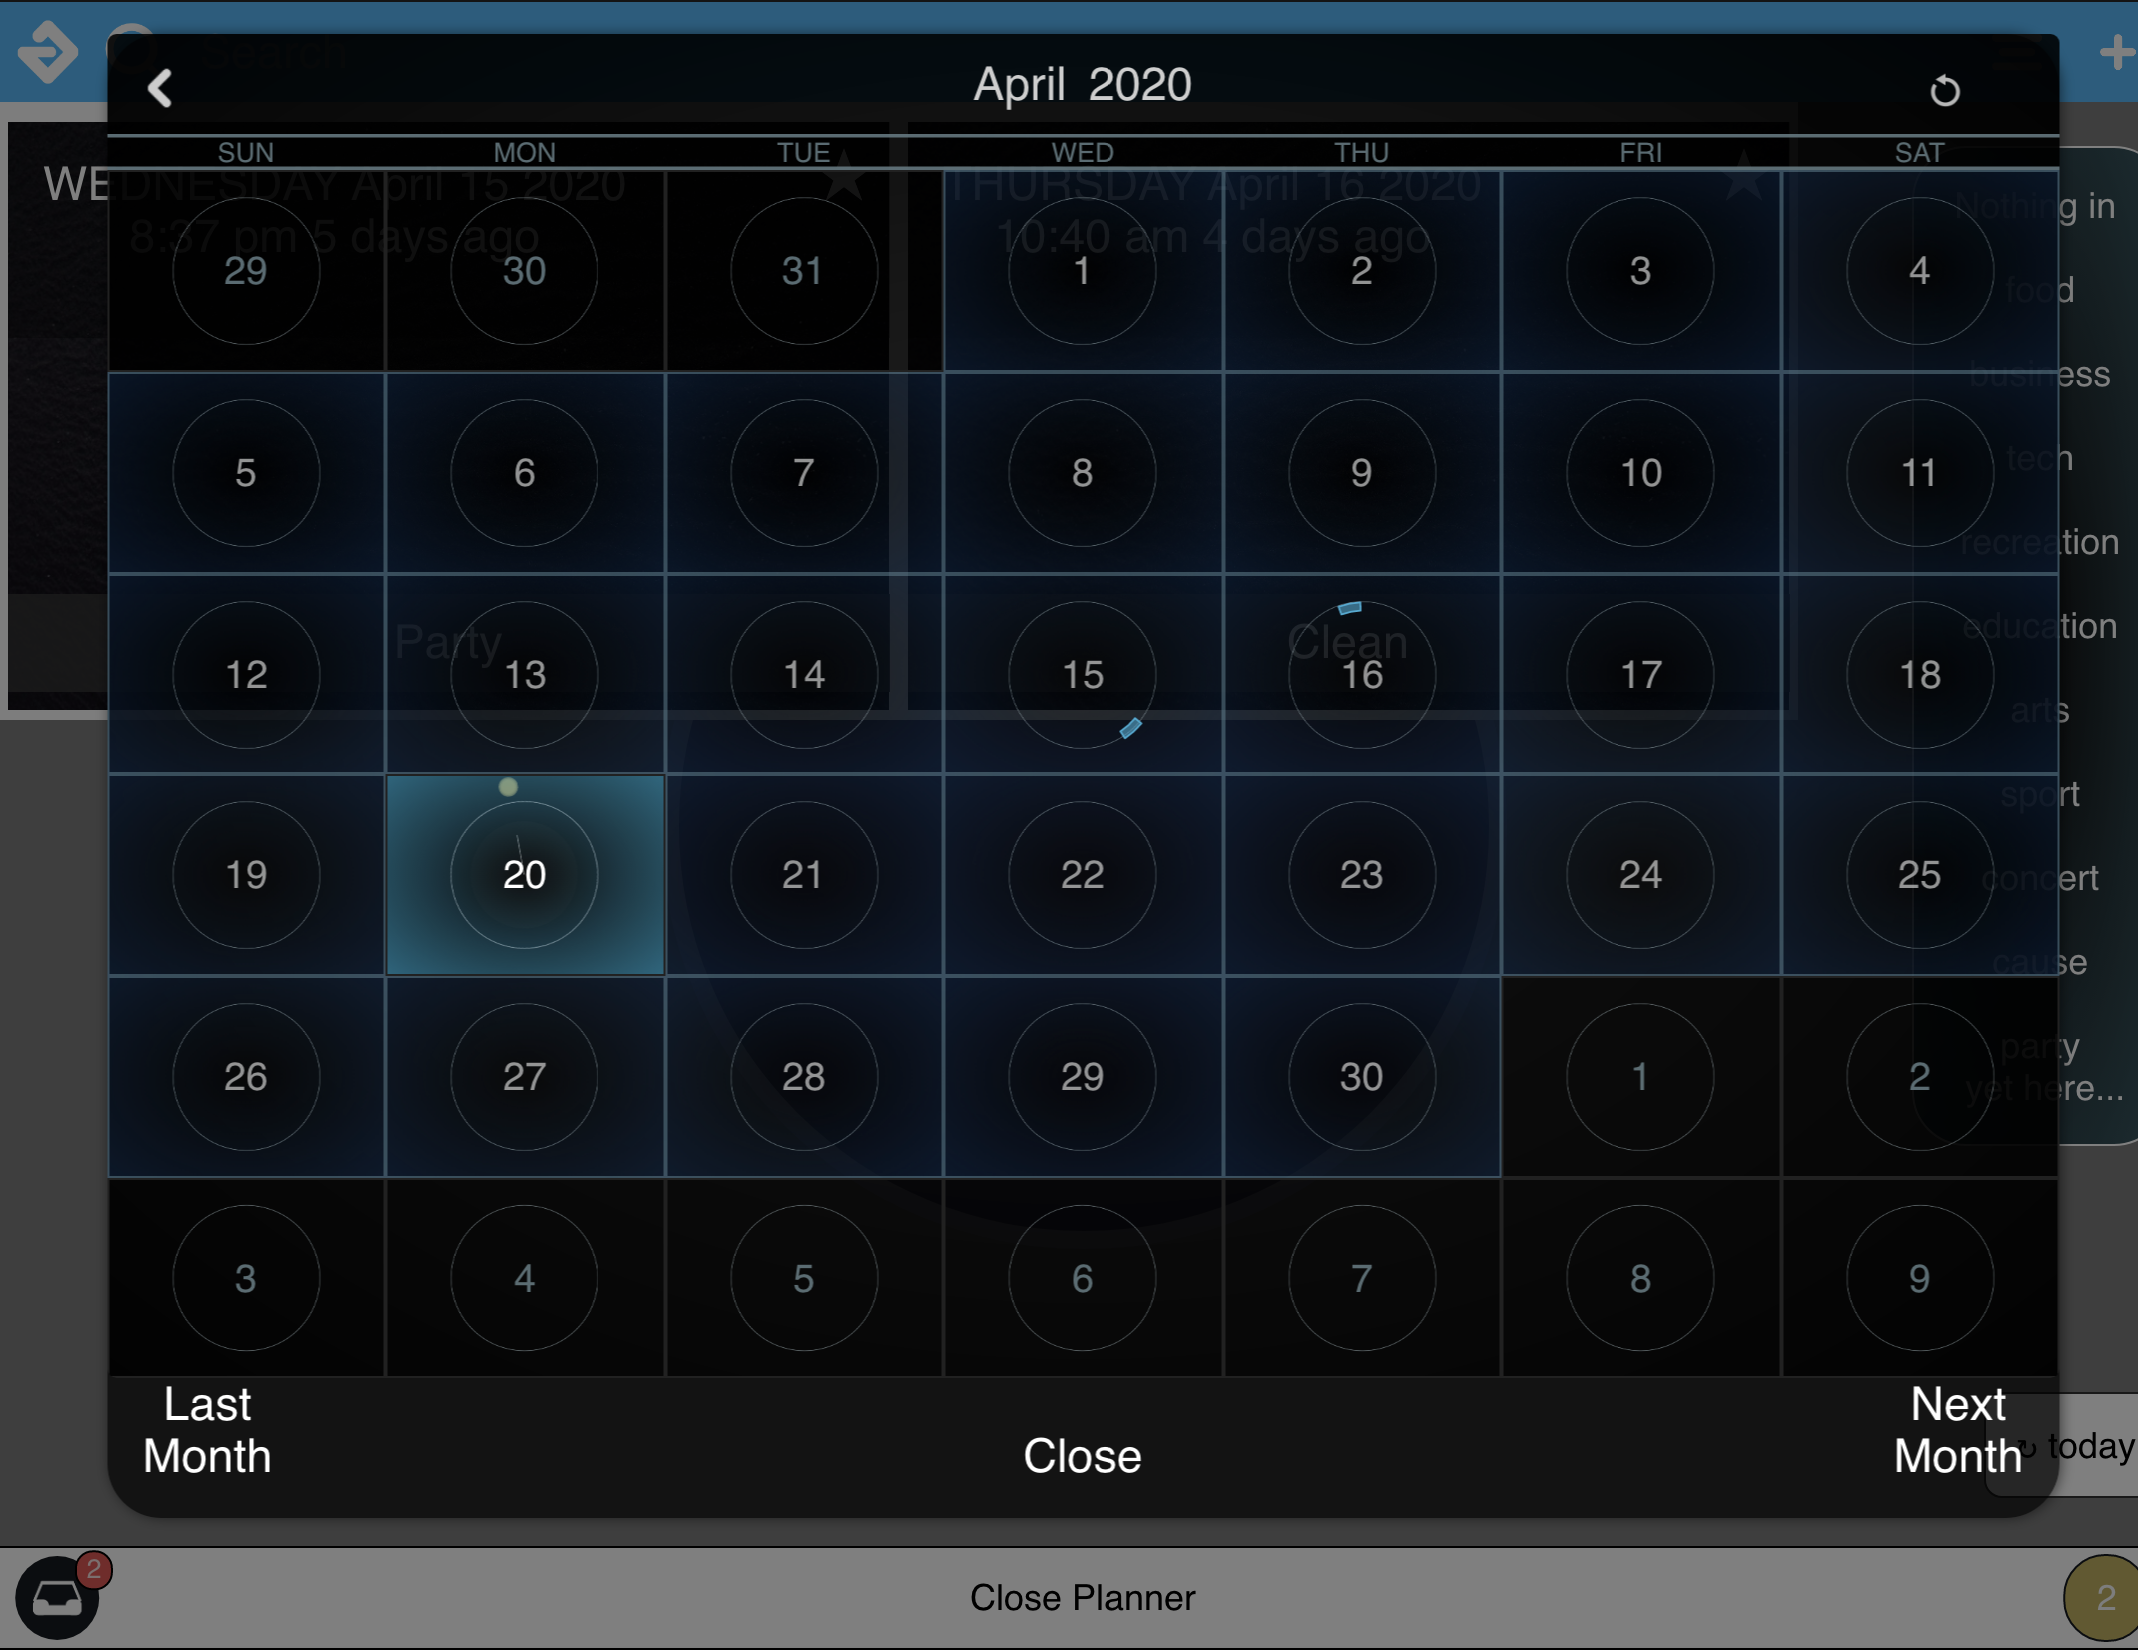 Search
April 2020
SUN MON TUE WED THU FRI SAT
WEDNESDAY April 15 2020
8:37 pm 5 days ago
THURSDAY April 16 2020
10:40 am 4 days ago
29 30 31 1 2 3 4
5 6 7 8 9 10 11
Party
Clean
12 13 14 15 16 17 18
19 20 21 22 23 24 25
26 27 28 29 30 1 2
3 4 5 6 7 8 9
Nothing in
food
business
tech
recreation
education
arts
sport
concert
cause
party
yet here...
Last
Month
Close
Next
Month
↻ today
2
Close Planner
2